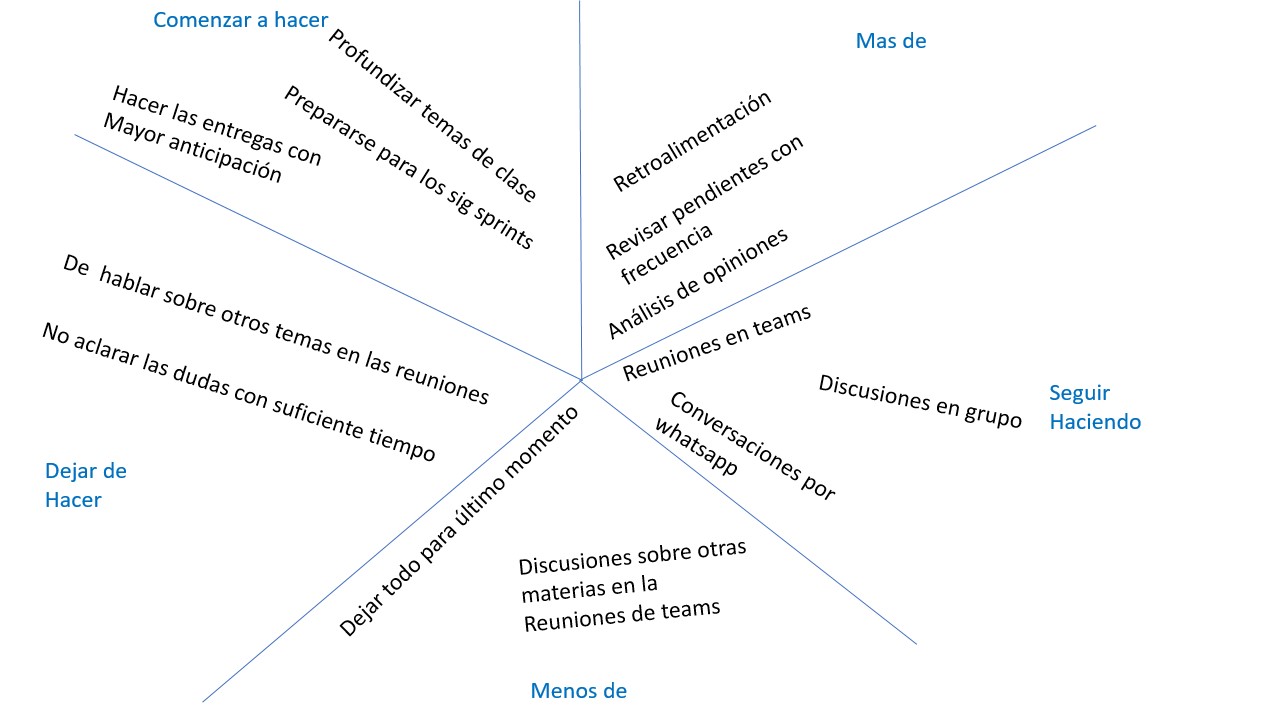 Comenzar a hacer
Profundizar temas de clase
Prepararse para los sig sprints
Hacer las entregas con
Mayor anticipación
Mas de
Retroalimentación
Revisar pendientes con
frecuencia
Análisis de opiniones
Seguir
Haciendo
Reuniones en teams
Discusiones en grupo
Conversaciones por
whatsapp
Menos de
Dejar todo para último momento
Discusiones sobre otras
materias en la
Reuniones de teams
Dejar de
Hacer
De  hablar sobre otros temas en las reuniones
No aclarar las dudas con suficiente tiempo